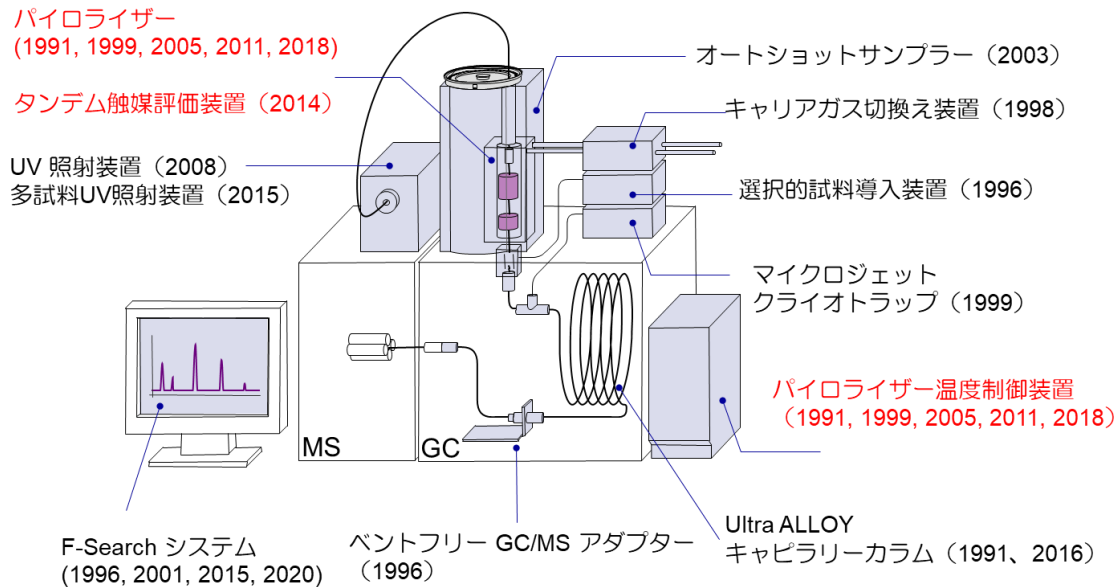 パイロライザー
(1991, 1999, 2005, 2011, 2018)
タンデム触媒評価装置（2014）
UV 照射装置（2008）
多試料UV照射装置（2015）
オートショットサンプラー（2003）
キャリアガス切換え装置（1998）
選択的試料導入装置（1996）
マイクロジェット
クライオトラップ（1999）
パイロライザー温度制御装置
（1991, 1999, 2005, 2011, 2018）
MS
GC
F-Search システム
(1996, 2001, 2015, 2020)
ベントフリー GC/MS アダプター
（1996）
Ultra ALLOY
キャピラリーカラム（1991、2016）